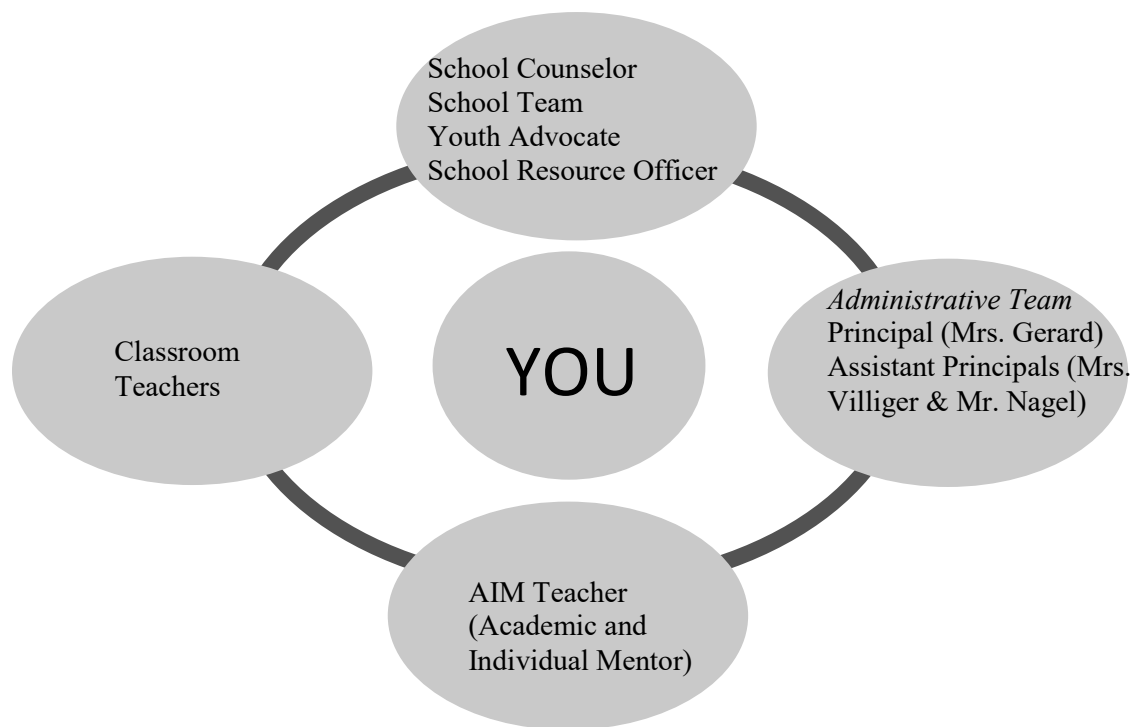 School Counselor
School Team
Youth Advocate
School Resource Officer
Administrative Team
Principal (Mrs. Gerard)
Assistant Principals (Mrs.
Villiger & Mr. Nagel)
Classroom
Teachers
YOU
AIM Teacher
(Academic and
Individual Mentor)